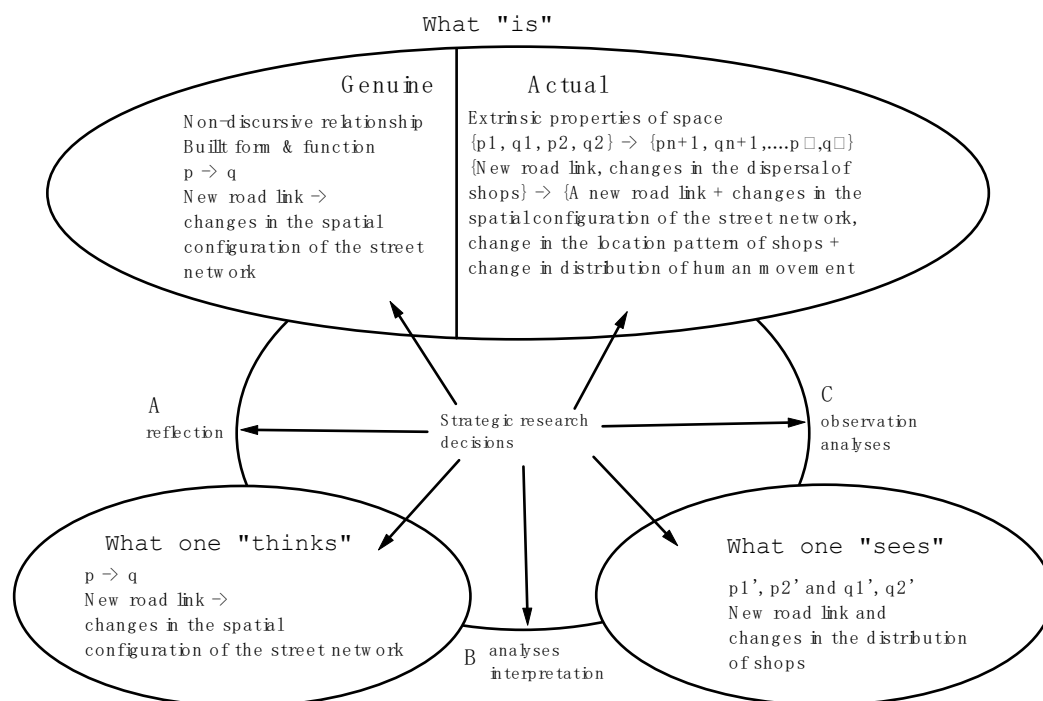 What "is"
Genuine
Non-discursive relationship
Buillt form & function
p -> q
New road link ->
changes in the spatial
configuration of the street
network
Actual
Extrinsic properties of space
{p1, q1, p2, q2} -> {pn+1, qn+1,....p□,q□}
{New road link, changes in the dispersal of
shops} -> {A new road link + changes in the
spatial configuration of the street network,
change in the location pattern of shops +
change in distribution of human movement
A
reflection
Strategic research
decisions
C
observation
analyses
What one "thinks"
p -> q
New road link ->
changes in the spatial
configuration of the street network
B
analyses
interpretation
What one "sees"
p1’, p2’ and q1’, q2’
New road link and
changes in the distribution
of shops